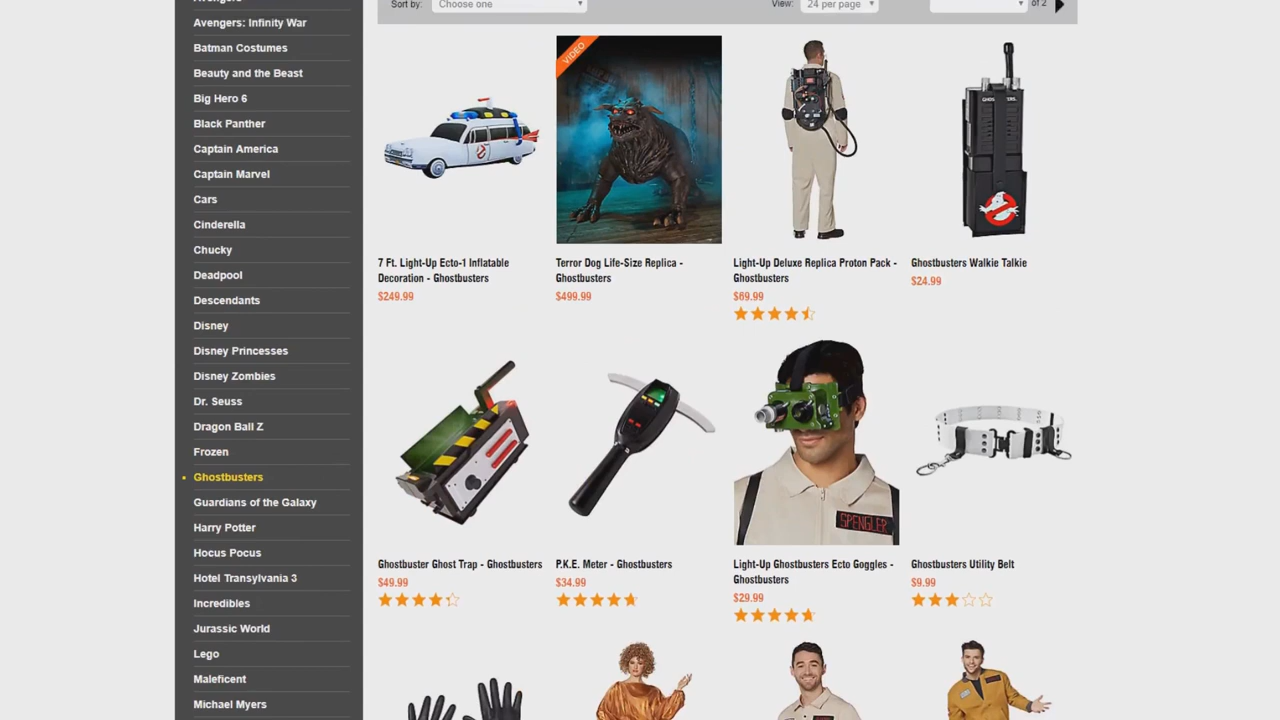 Avengers
Sort by: Choose one
View: 24 per page
of 2
Avengers: Infinity War
Batman Costumes
Beauty and the Beast
Big Hero 6
Black Panther
Captain America
Captain Marvel
Cars
Cinderella
Chucky
Deadpool
Descendants
Disney
Disney Princesses
Disney Zombies
Dr. Seuss
Dragon Ball Z
Frozen
Ghostbusters
Guardians of the Galaxy
Harry Potter
Hocus Pocus
Hotel Transylvania 3
Incredibles
Jurassic World
Lego
Maleficent
Michael Myers
VIDEO
7 Ft. Light-Up Ecto-1 Inflatable
Decoration - Ghostbusters
$249.99
Terror Dog Life-Size Replica -
Ghostbusters
$499.99
Light-Up Deluxe Replica Proton Pack -
Ghostbusters
$69.99
Ghostbusters Walkie Talkie
$24.99
SPENGLER
Ghostbuster Ghost Trap - Ghostbusters
$49.99
P.K.E. Meter - Ghostbusters
$34.99
Light-Up Ghostbusters Ecto Goggles -
Ghostbusters
$29.99
Ghostbusters Utility Belt
$9.99